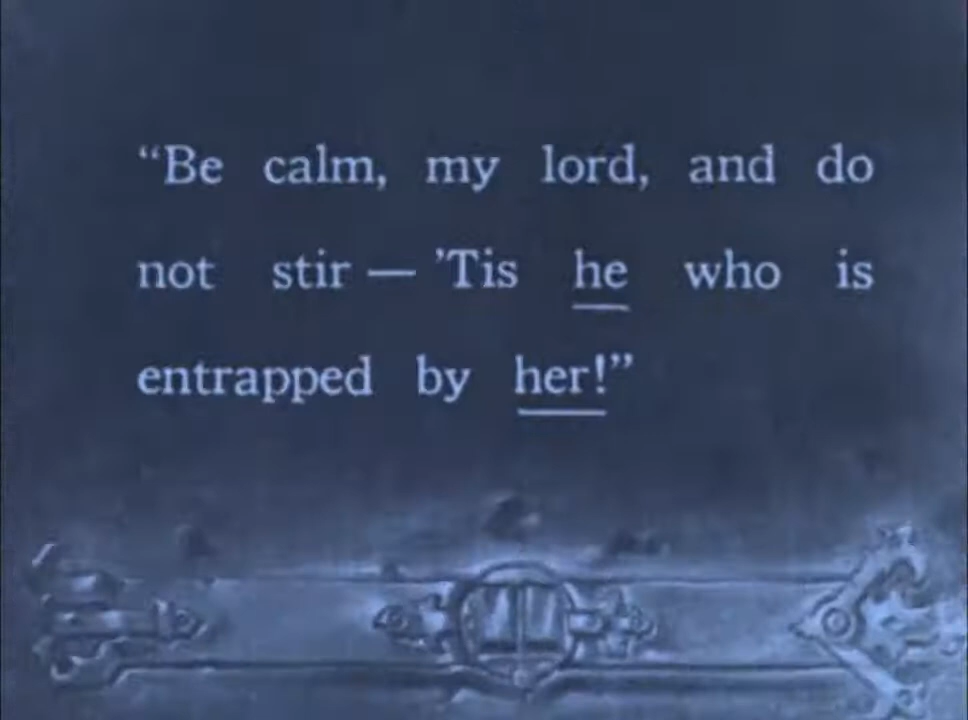 “Be calm, my lord, and do
not stir — ’Tis he who is
entrapped by her!”